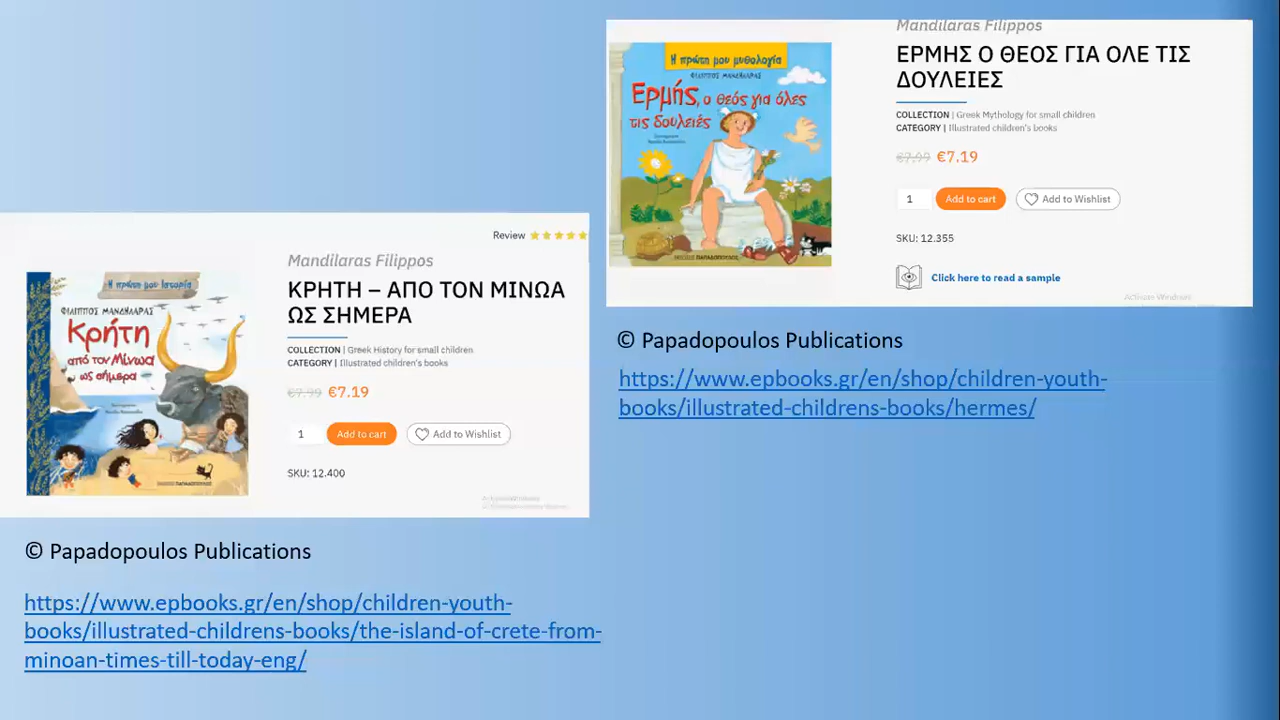 Mandilaras Filippos
ΕΡΜΗΣ Ο ΘΕΟΣ ΓΙΑ ΟΛΕ ΤΙΣ
ΔΟΥΛΕΙΕΣ
COLLECTION | Greek Mythology for small children
CATEGORY | Illustrated children's books
€7.99 €7.19
1 Add to cart Add to Wishlist
SKU: 12.355
Click here to read a sample
Activate Windows
Η πρώτη μου μυθολογία
ΦΙΛΙΠΠΟΣ ΜΑΝΔΗΛΑΡΑΣ
Ερμής, ο θεός για όλες
τις δουλειές
ΕΚΔΟΣΕΙΣ ΠΑΠΑΔΟΠΟΥΛΟΣ
© Papadopoulos Publications
https://www.epbooks.gr/en/shop/children-youth-
books/illustrated-childrens-books/hermes/
Review
Mandilaras Filippos
ΚΡΗΤΗ – ΑΠΟ ΤΟΝ ΜΙΝΩΑ
ΩΣ ΣΗΜΕΡΑ
COLLECTION | Greek History for small children
CATEGORY | Illustrated children's books
€7.99 €7.19
1 Add to cart Add to Wishlist
SKU: 12.400
Η πρώτη μου Ιστορία
ΦΙΛΙΠΠΟΣ ΜΑΝΔΗΛΑΡΑΣ
Κρήτη
από τον Μίνωα
ως σήμερα
ΕΚΔΟΣΕΙΣ ΠΑΠΑΔΟΠΟΥΛΟΣ
© Papadopoulos Publications
https://www.epbooks.gr/en/shop/children-youth-
books/illustrated-childrens-books/the-island-of-crete-from-
minoan-times-till-today-eng/